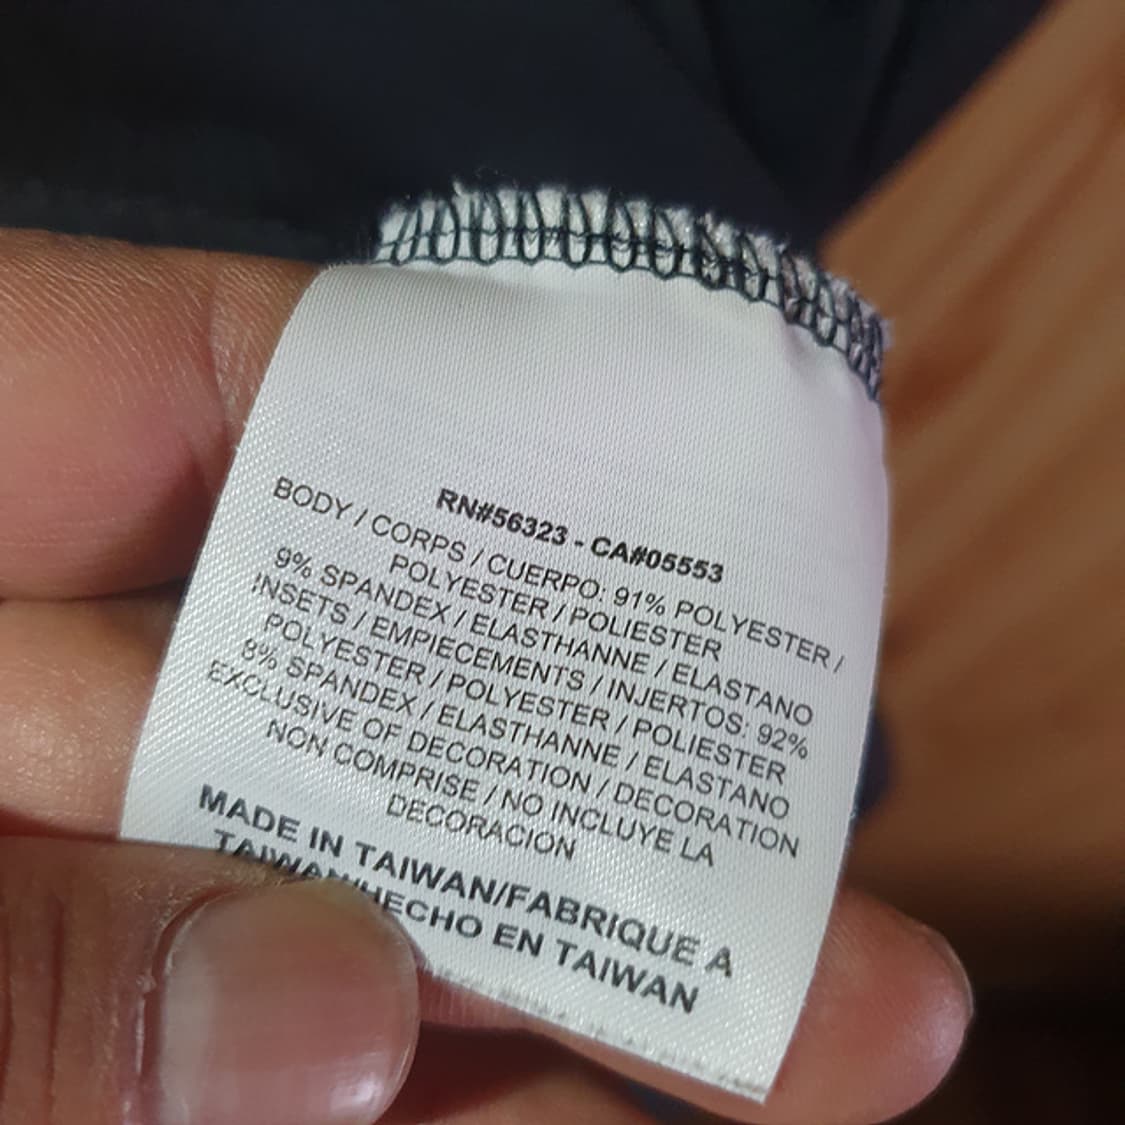 RN#56323 - CA#05553
BODY / CORPS / CUERPO: 91% POLYESTER /
POLYESTER / POLIESTER
9% SPANDEX / ELASTHANNE / ELASTANO
INSETS / EMPIECEMENTS / INJERTOS: 92%
POLYESTER / POLYESTER / POLIESTER
8% SPANDEX / ELASTHANNE / ELASTANO
EXCLUSIVE OF DECORATION / DECORATION
NON COMPRISE / NO INCLUYE LA
DECORACION
MADE IN TAIWAN/FABRIQUE A
TAIWAN/HECHO EN TAIWAN